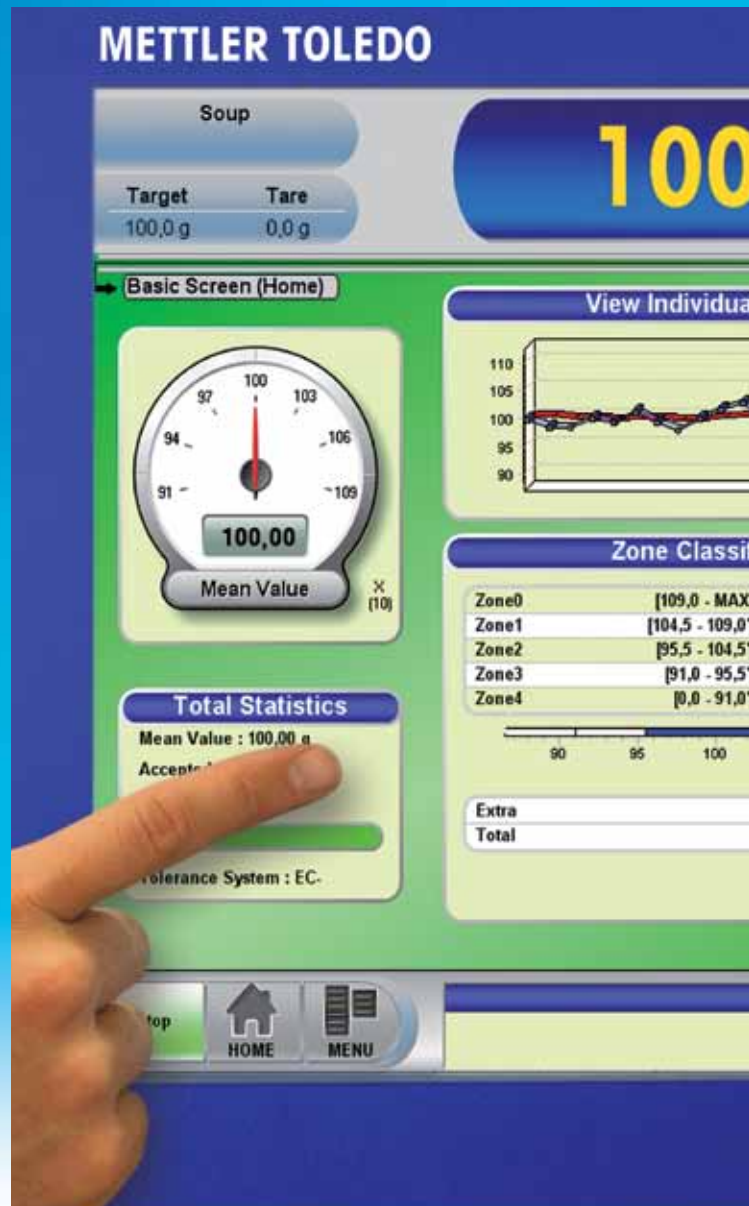 METTLER TOLEDO
Soup
Target Tare
100,0 g 0,0 g
100
Basic Screen (Home)
91 94 97 100 103 106 109
100,00
Mean Value
X
(10)
View Individua
110
105
100
95
90
Total Statistics
Mean Value : 100,00 g
Tolerance System : EC-
Zone Classif
Zone0 [109,0 - MAX
Zone1 [104,5 - 109,0
Zone2 [95,5 - 104,5
Zone3 [91,0 - 95,5
Zone4 [0,0 - 91,0
90 95 100
Extra
Total
top
HOME
MENU